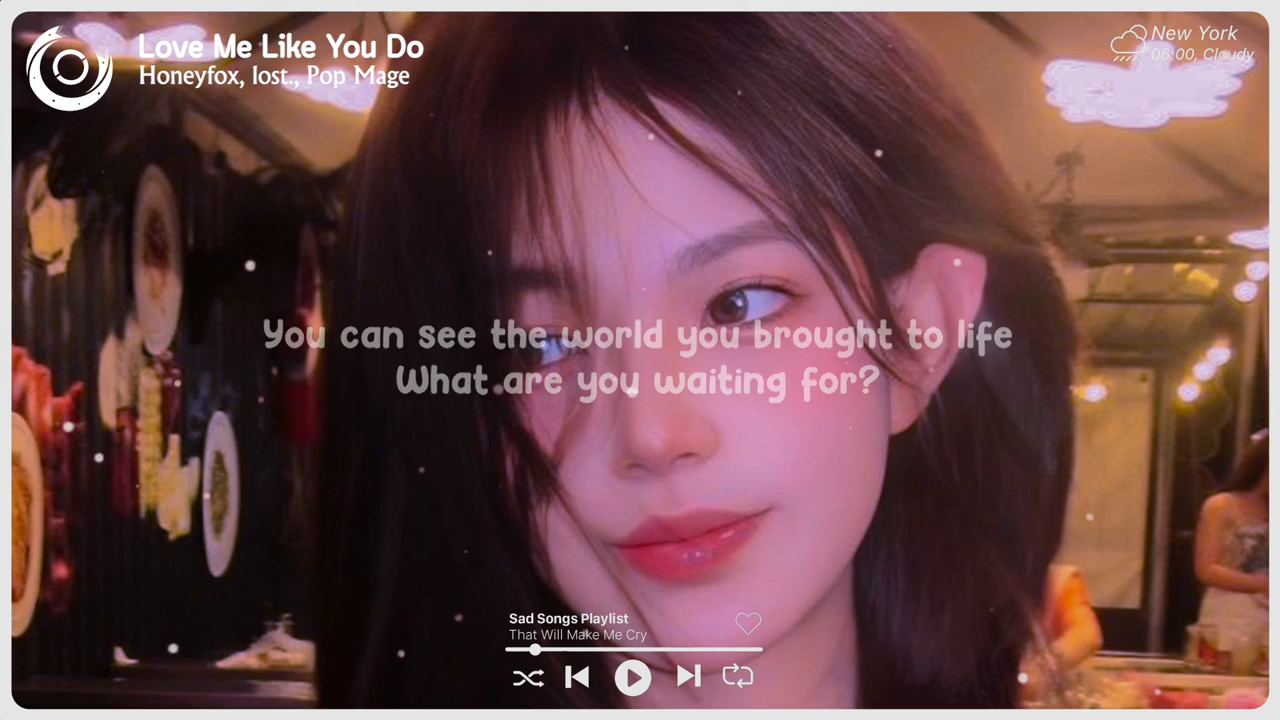 Love Me Like You Do
Honeyfox, lost., Pop Mage
New York
06:00, Cloudy
You can see the world you brought to life
What are you waiting for?
Sad Songs Playlist
That Will Make Me Cry